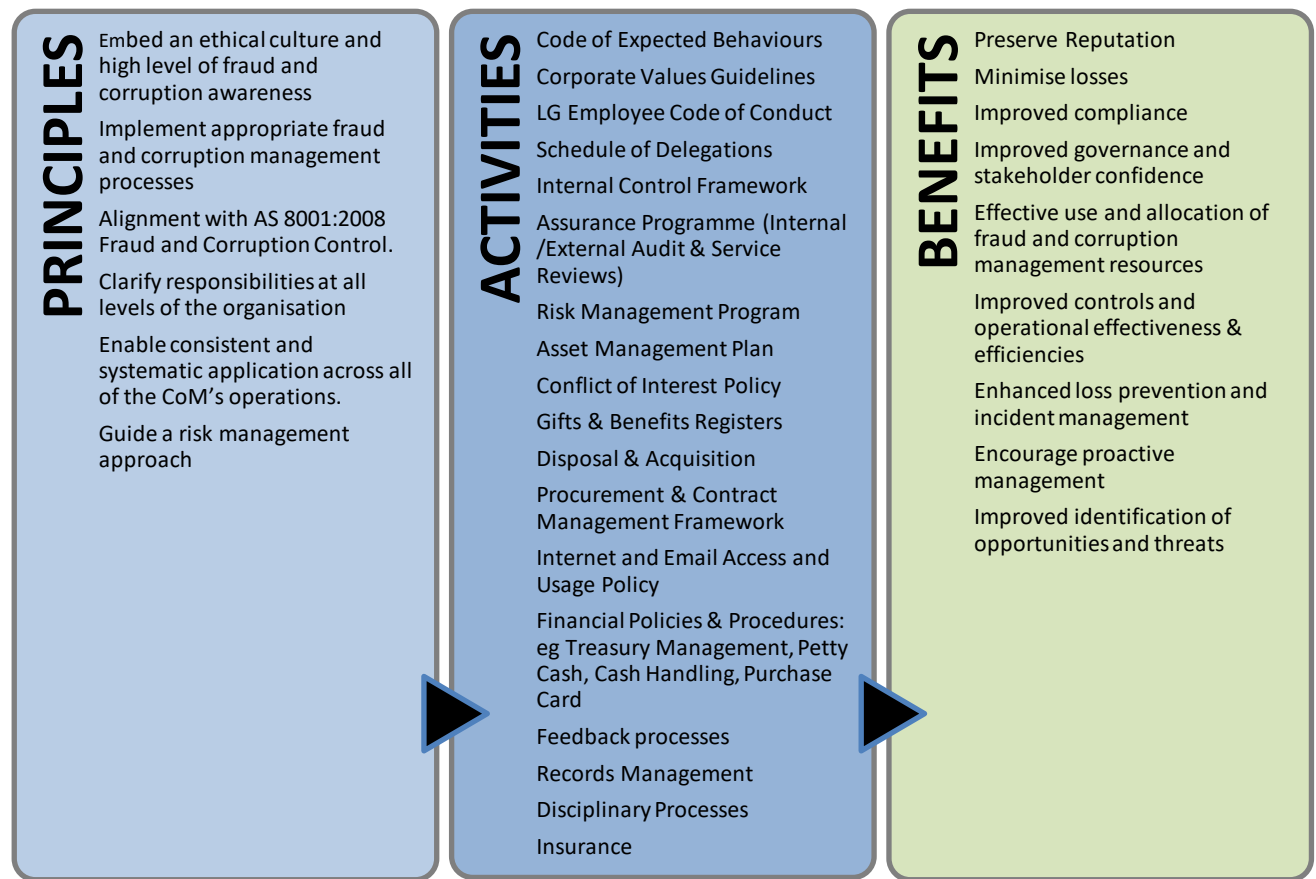 PRINCIPLES
Embed an ethical culture and
high level of fraud and
corruption awareness
Implement appropriate fraud
and corruption management
processes
Alignment with AS 8001:2008
Fraud and Corruption Control.
Clarify responsibilities at all
levels of the organisation
Enable consistent and
systematic application across all
of the CoM’s operations.
Guide a risk management
approach
ACTIVITIES
Code of Expected Behaviours
Corporate Values Guidelines
LG Employee Code of Conduct
Schedule of Delegations
Internal Control Framework
Assurance Programme (Internal
/External Audit & Service
Reviews)
Risk Management Program
Asset Management Plan
Conflict of Interest Policy
Gifts & Benefits Registers
Disposal & Acquisition
Procurement & Contract
Management Framework
Internet and Email Access and
Usage Policy
Financial Policies & Procedures:
eg Treasury Management, Petty
Cash, Cash Handling, Purchase
Card
Feedback processes
Records Management
Disciplinary Processes
Insurance
BENEFITS
Preserve Reputation
Minimise losses
Improved compliance
Improved governance and
stakeholder confidence
Effective use and allocation of
fraud and corruption
management resources
Improved controls and
operational effectiveness &
efficiencies
Enhanced loss prevention and
incident management
Encourage proactive
management
Improved identification of
opportunities and threats